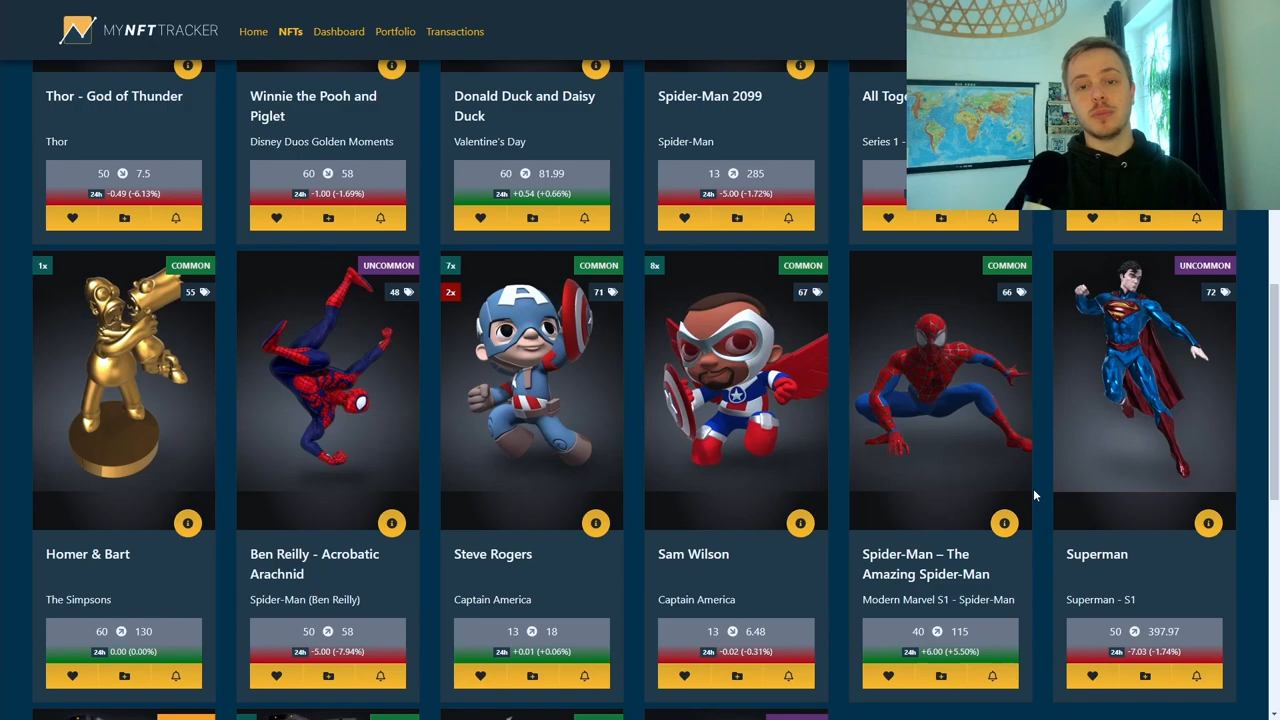 MYNFTTRACKER
Home
NFTs
Dashboard
Portfolio
Transactions
Thor - God of Thunder
Thor
50 7.5
24h -0.49 (-6.13%)
Winnie the Pooh and
Piglet
Disney Duos Golden Moments
60 58
24h -1.00 (-1.69%)
Donald Duck and Daisy
Duck
Valentine's Day
60 81.99
24h +0.54 (+0.66%)
Spider-Man 2099
Spider-Man
13 285
24h -5.00 (-1.72%)
All Toge
Series 1 -
1x
COMMON
55
Homer & Bart
The Simpsons
60 130
24h 0.00 (0.00%)
UNCOMMON
48
Ben Reilly - Acrobatic
Arachnid
Spider-Man (Ben Reilly)
50 58
24h -5.00 (-7.94%)
7x
COMMON
2x
71
Steve Rogers
Captain America
13 18
24h +0.01 (+0.06%)
8x
COMMON
67
Sam Wilson
Captain America
13 6.48
24h -0.02 (-0.31%)
COMMON
66
Spider-Man – The
Amazing Spider-Man
Modern Marvel S1 - Spider-Man
40 115
24h +6.00 (+5.50%)
UNCOMMON
72
Superman
Superman - S1
50 397.97
24h -7.03 (-1.74%)